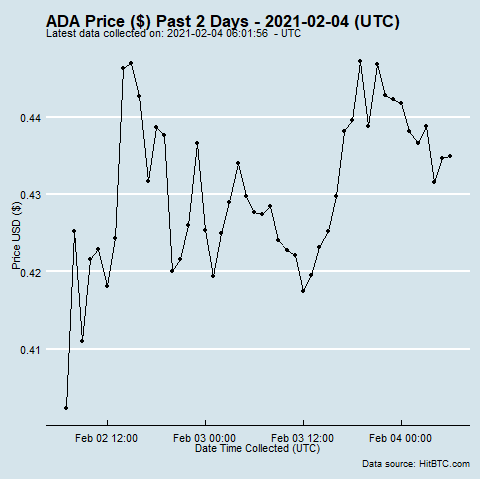 ADA Price ($) Past 2 Days - 2021-02-04 (UTC)
Latest data collected on: 2021-02-04 06:01:56  - UTC
0.44
0.43
0.42
0.41
Price USD ($)
Feb 02 12:00
Feb 03 00:00
Feb 03 12:00
Feb 04 00:00
Date Time Collected (UTC)
Data source: HitBTC.com